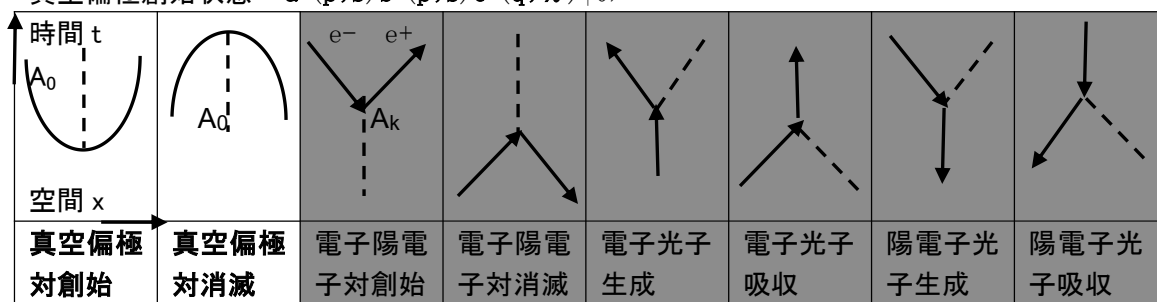 時間 t
A0
空間 x
A0
e− e+
Ak
真空偏極
対創始
真空偏極
対消滅
電子陽電
子対創始
電子陽電
子対消滅
電子光子
生成
電子光子
吸収
陽電子光
子生成
陽電子光
子吸収